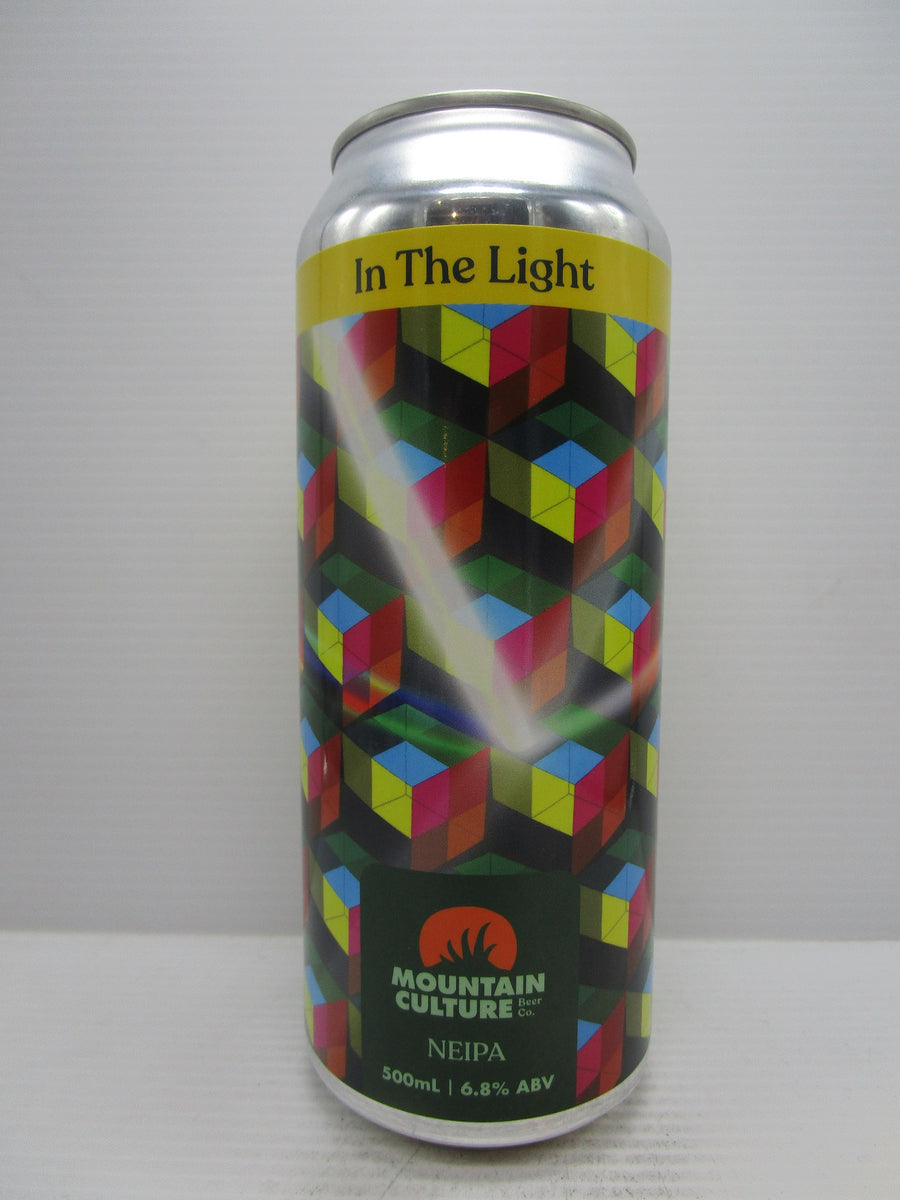 In The Light
MOUNTAIN
CULTURE Beer Co.
NEIPA
500mL | 6.8% ABV